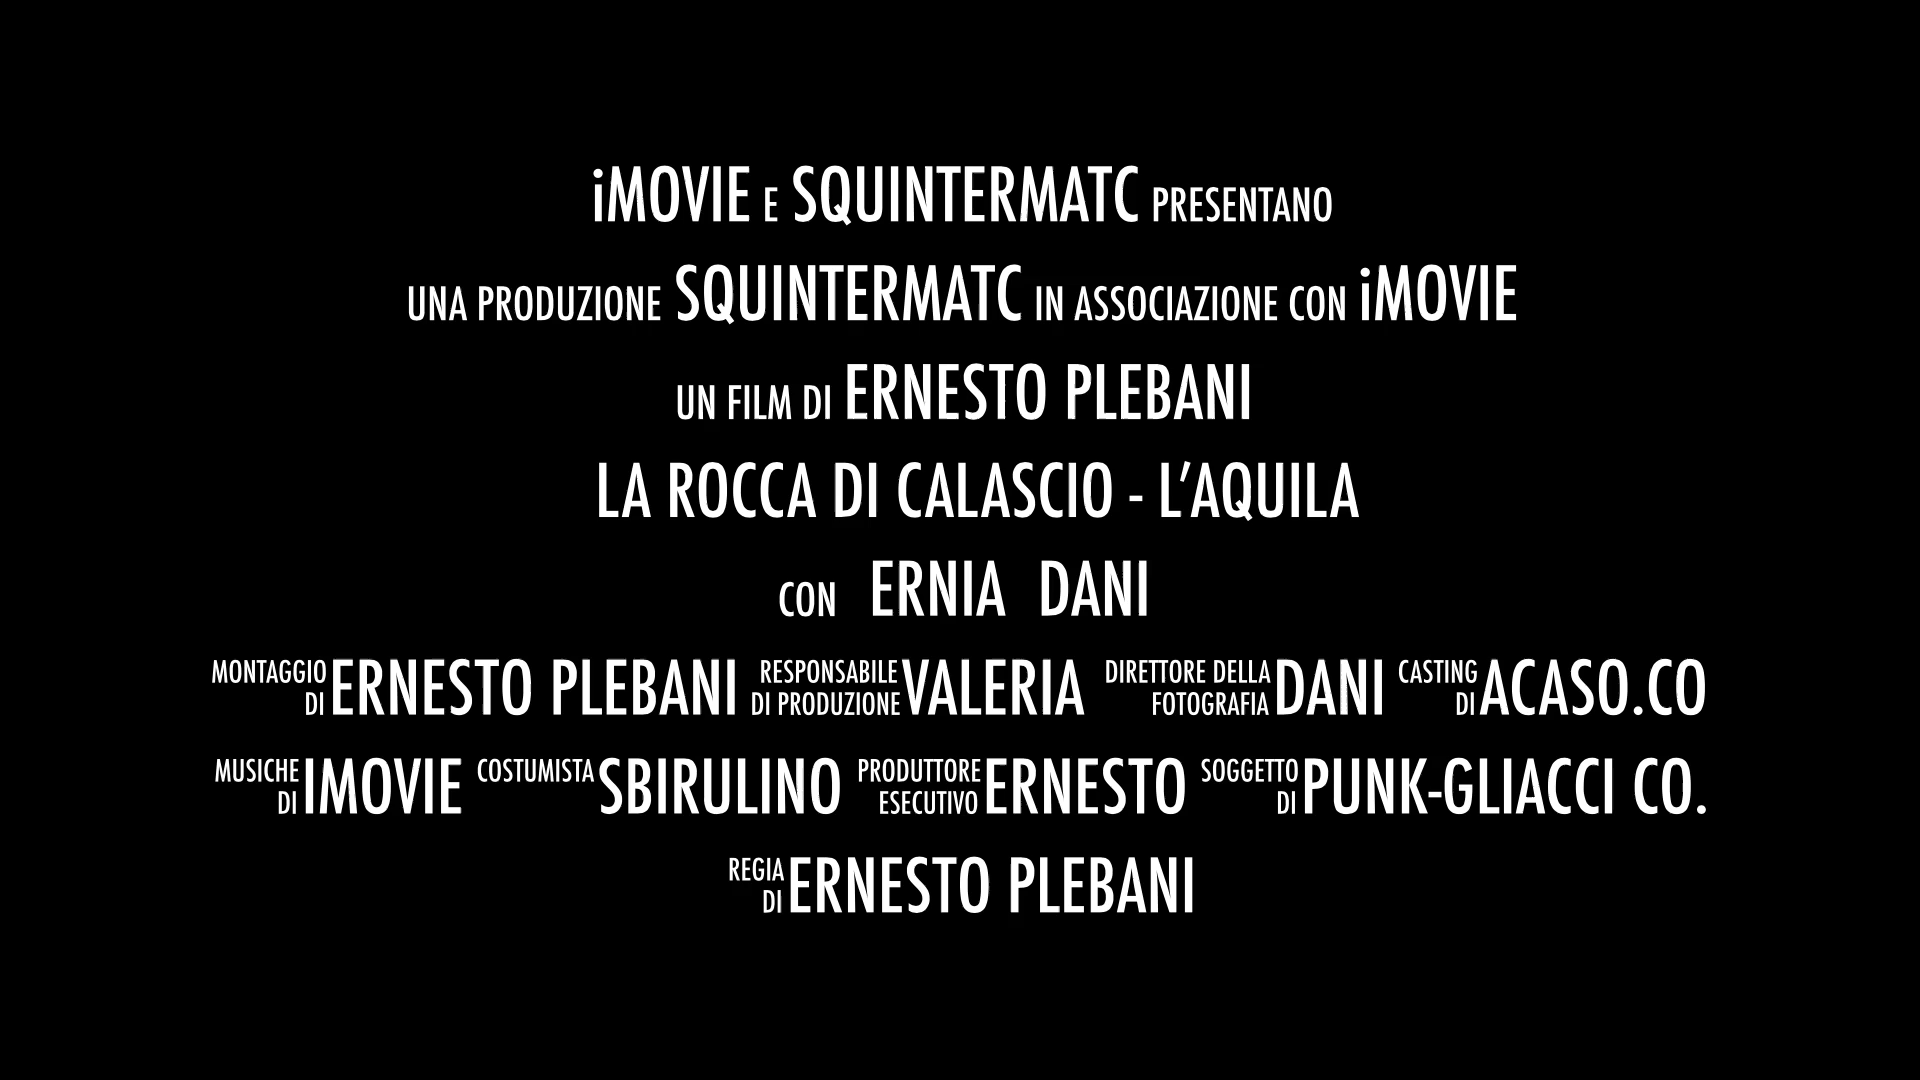 iMOVIE E SQUINTERMATC PRESENTANO
UNA PRODUZIONE SQUINTERMATC IN ASSOCIAZIONE CON iMOVIE
UN FILM DI ERNESTO PLEBANI
LA ROCCA DI CALASCIO - L’AQUILA
CON ERNIA DANI
MONTAGGIO DI ERNESTO PLEBANI RESPONSABILE DI PRODUZIONE VALERIA DIRETTORE DELLA FOTOGRAFIA DANI CASTING DI ACASO.CO
MUSICHE DI IMOVIE COSTUMISTA SBIRULINO PRODUTTORE ESECUTIVO ERNESTO SOGGETTO DI PUNK-GLIACCI CO.
REGIA DI ERNESTO PLEBANI